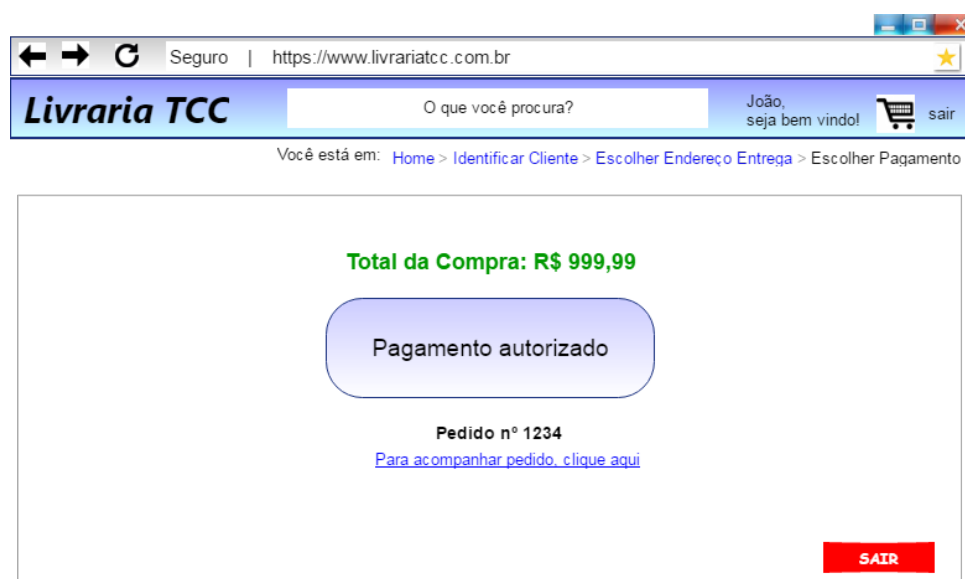 Seguro | https://www.livrariatcc.com.br
Livraria TCC
O que você procura?
João,
seja bem vindo!
sair
Você está em: Home > Identificar Cliente > Escolher Endereço Entrega > Escolher Pagamento
Total da Compra: R$ 999,99
Pagamento autorizado
Pedido nº 1234
Para acompanhar pedido, clique aqui
SAIR